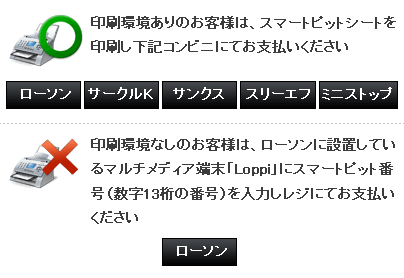 印刷環境ありのお客様は、スマートピットシートを
印刷し下記コンビニにてお支払いください
ローソン サークルK サンクス スリーエフ ミニストップ
印刷環境なしのお客様は、ローソンに設置してい
るマルチメディア端末「Loppi」にスマートピット番
号（数字13桁の番号）を入力しレジにてお支払い
ください
ローソン